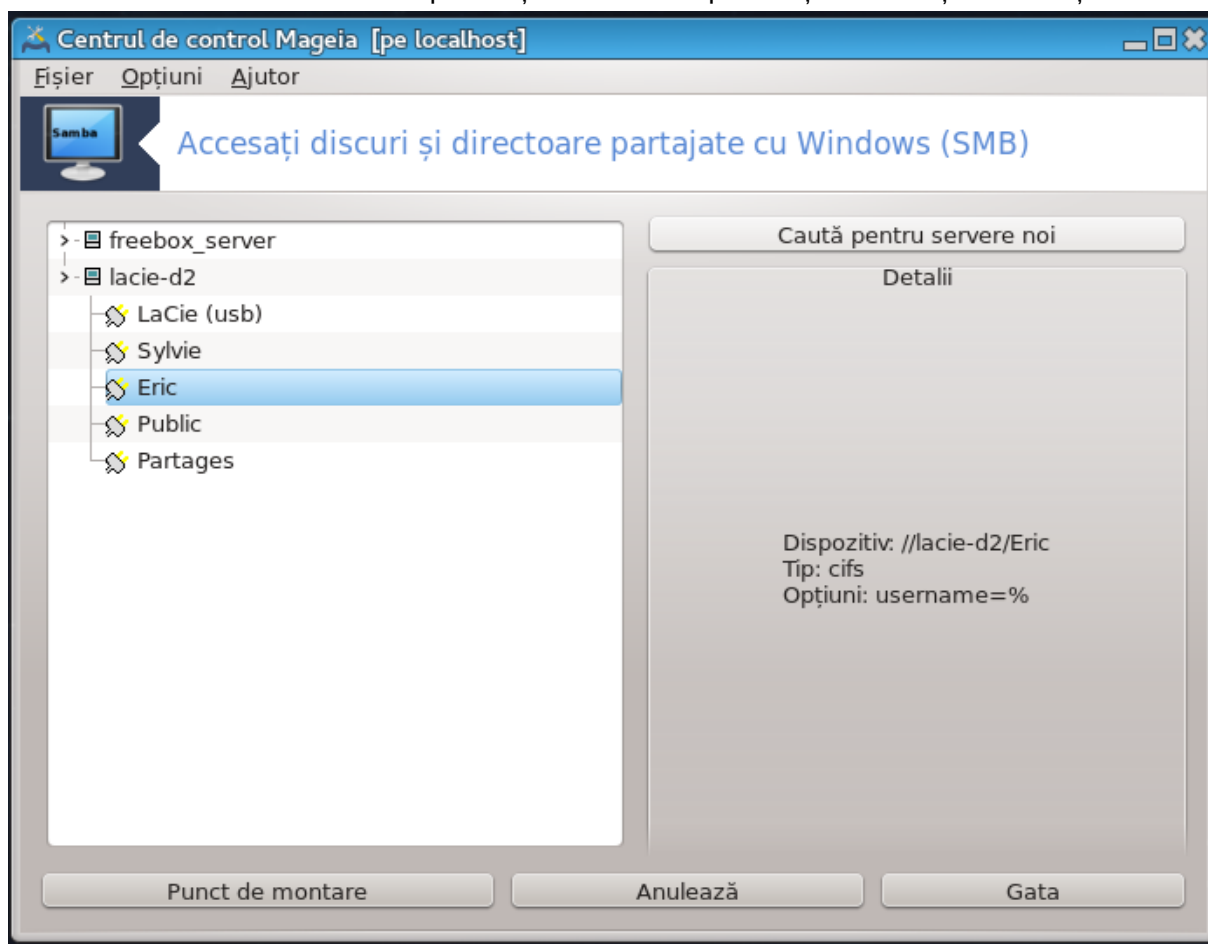 Centrul de control Mageia [pe localhost]
Fișier Opțiuni Ajutor
Samba
Accesați discuri și directoare partajate cu Windows (SMB)
freebox_server
lacie-d2
LaCie (usb)
Sylvie
Eric
Public
Partages
Caută pentru servere noi
Detalii
Dispozitiv: //lacie-d2/Eric
Tip: cifs
Opțiuni: username=%
Punct de montare
Anulează
Gata